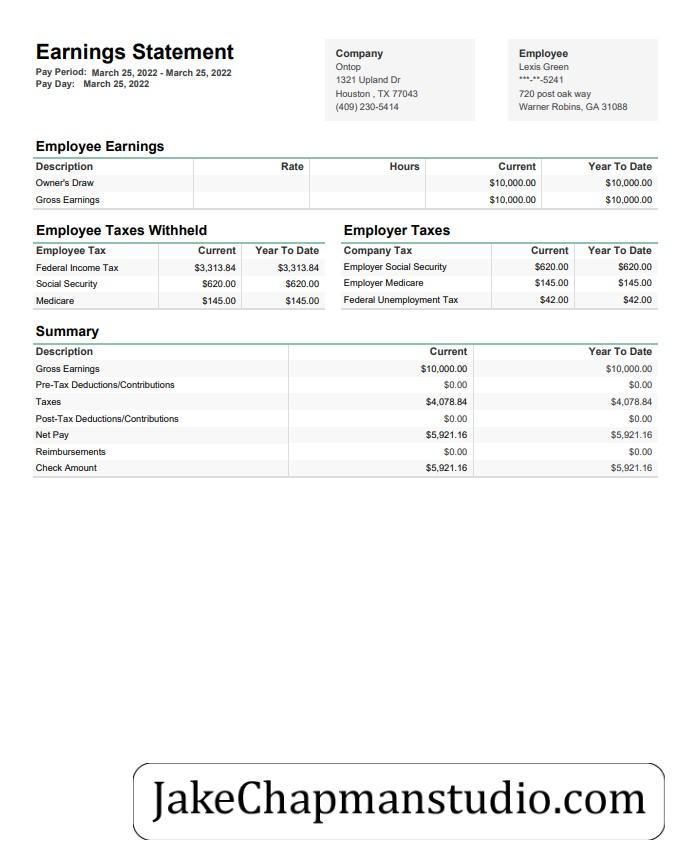 Earnings Statement
Pay Period: March 25, 2022 - March 25, 2022
Pay Day: March 25, 2022
Company
Ontop
1321 Upland Dr
Houston , TX 77043
(409) 230-5414
Employee
Lexis Green
***-**-5241
720 post oak way
Warner Robins, GA 31088
Employee Earnings
Description Rate Hours Current Year To Date
Owner's Draw $10,000.00 $10,000.00
Gross Earnings $10,000.00 $10,000.00
Employee Taxes Withheld
Employee Tax Current Year To Date
Federal Income Tax $3,313.84 $3,313.84
Social Security $620.00 $620.00
Medicare $145.00 $145.00
Employer Taxes
Company Tax Current Year To Date
Employer Social Security $620.00 $620.00
Employer Medicare $145.00 $145.00
Federal Unemployment Tax $42.00 $42.00
Summary
Description Current Year To Date
Gross Earnings $10,000.00 $10,000.00
Pre-Tax Deductions/Contributions $0.00 $0.00
Taxes $4,078.84 $4,078.84
Post-Tax Deductions/Contributions $0.00 $0.00
Net Pay $5,921.16 $5,921.16
Reimbursements $0.00 $0.00
Check Amount $5,921.16 $5,921.16
JakeChapmanstudio.com